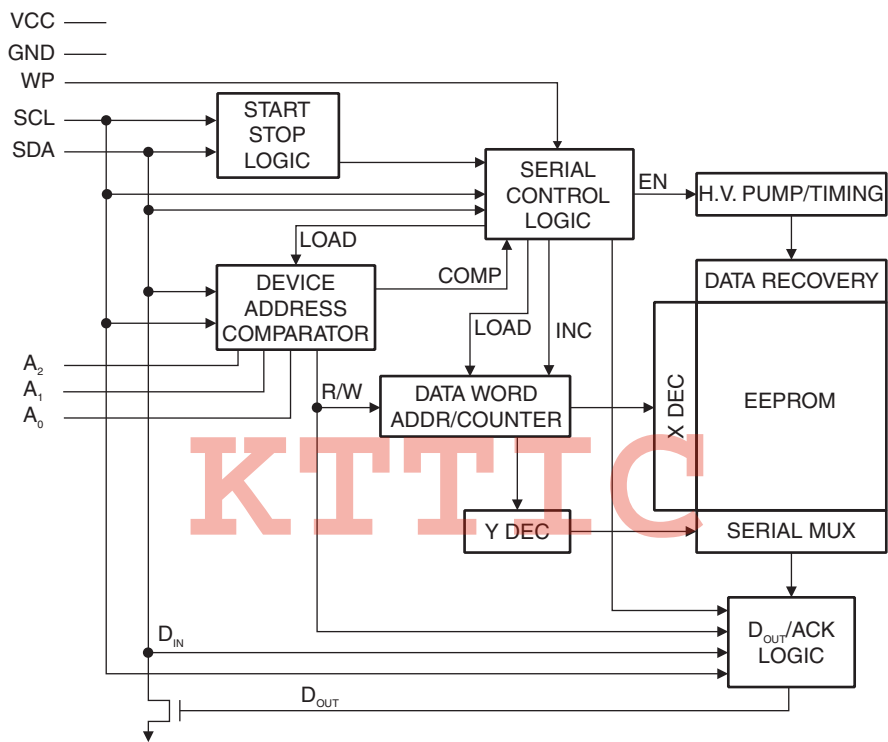 VCC
GND
WP
SCL
SDA
START
STOP
LOGIC
SERIAL
CONTROL
LOGIC
EN
H.V. PUMP/TIMING
LOAD
COMP
DEVICE
ADDRESS
COMPARATOR
LOAD
INC
DATA RECOVERY
A2
A1
A0
R/W
DATA WORD
ADDR/COUNTER
X DEC
EEPROM
KTTIC
Y DEC
SERIAL MUX
DIN
DOUT/ACK
LOGIC
DOUT